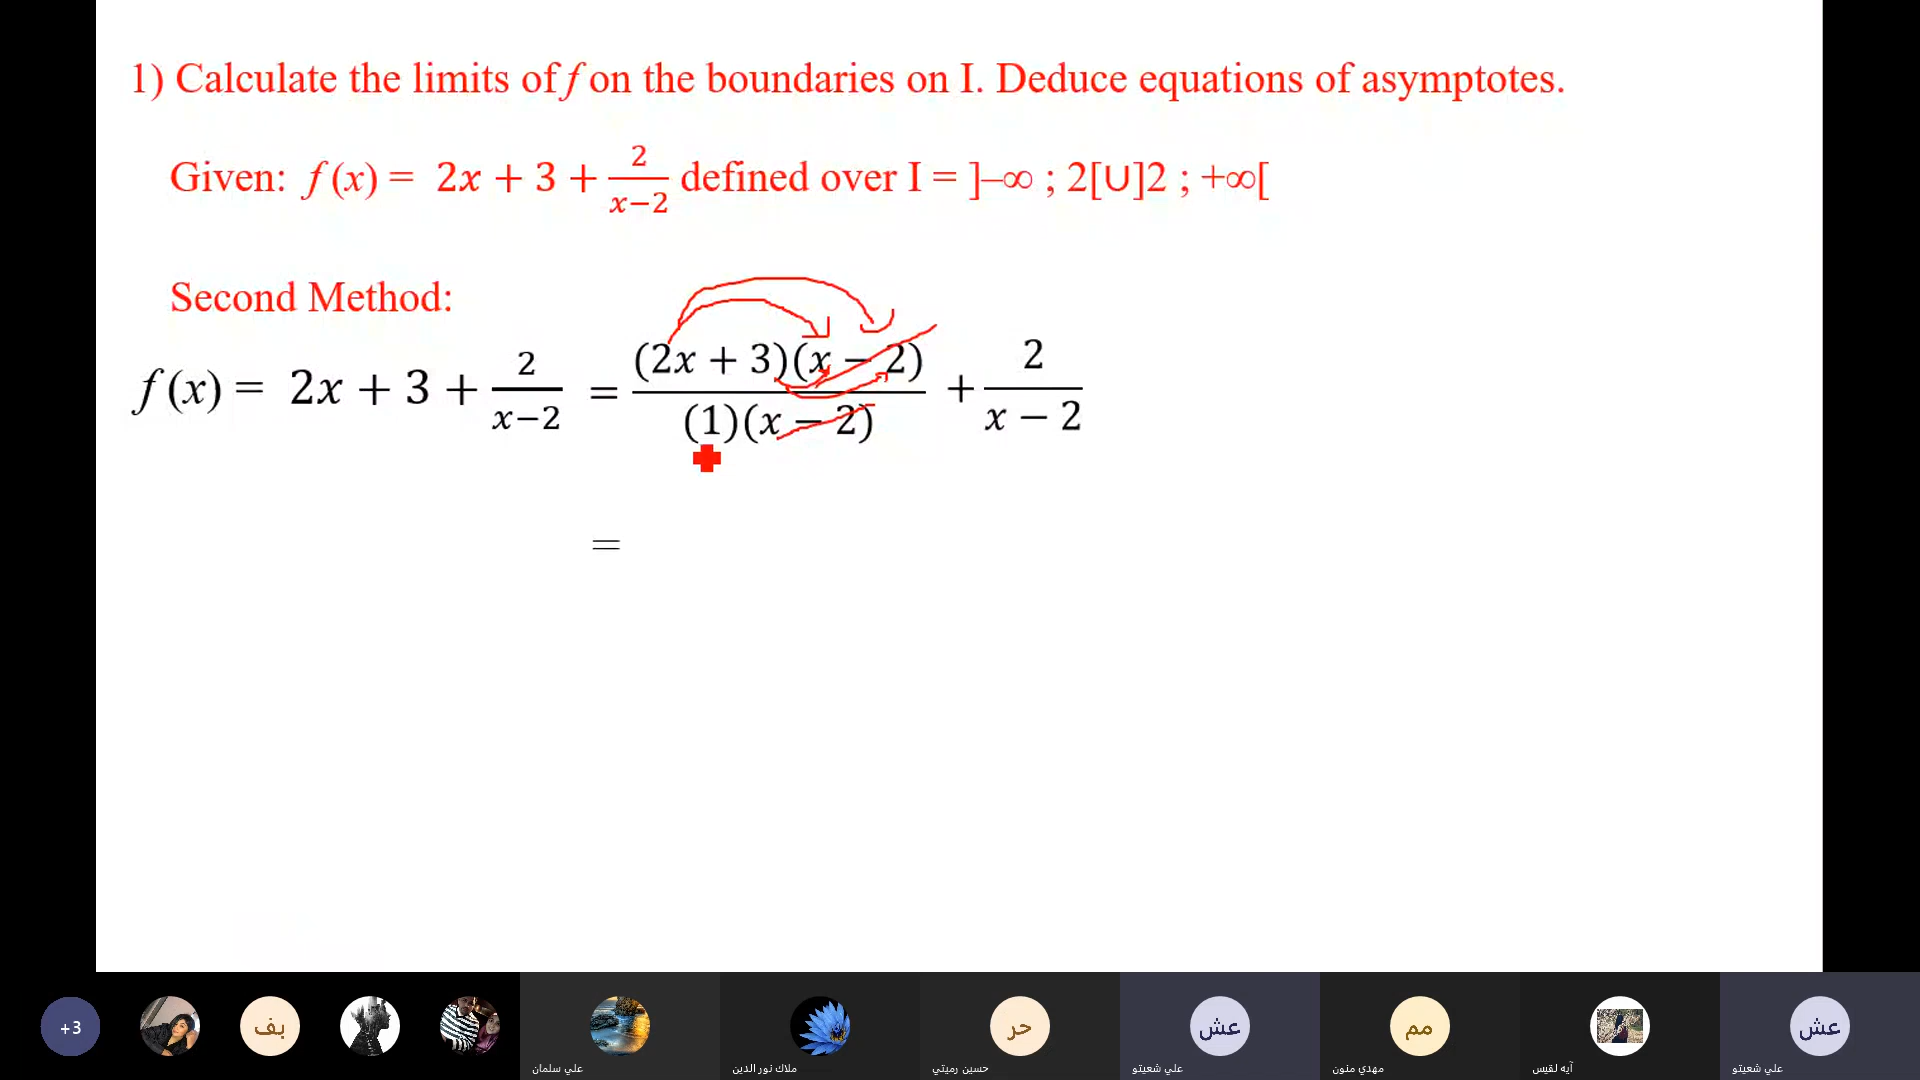 1) Calculate the limits of f on the boundaries on I. Deduce equations of asymptotes.
Given: f (x) = 2x + 3 + 2/(x−2) defined over I = ]–∞ ; 2[∪]2 ; +∞[
Second Method:
f (x) = 2x + 3 + 2/(x−2) = (2x + 3)(x − 2)/(1)(x − 2) + 2/(x − 2)
=
+3
بف
حر
عش
مم
عش
علي سلمان
ملاك نور الدين
حسين رميتي
علي شعيتو
مهدي منون
آيه لقيس
علي شعيتو